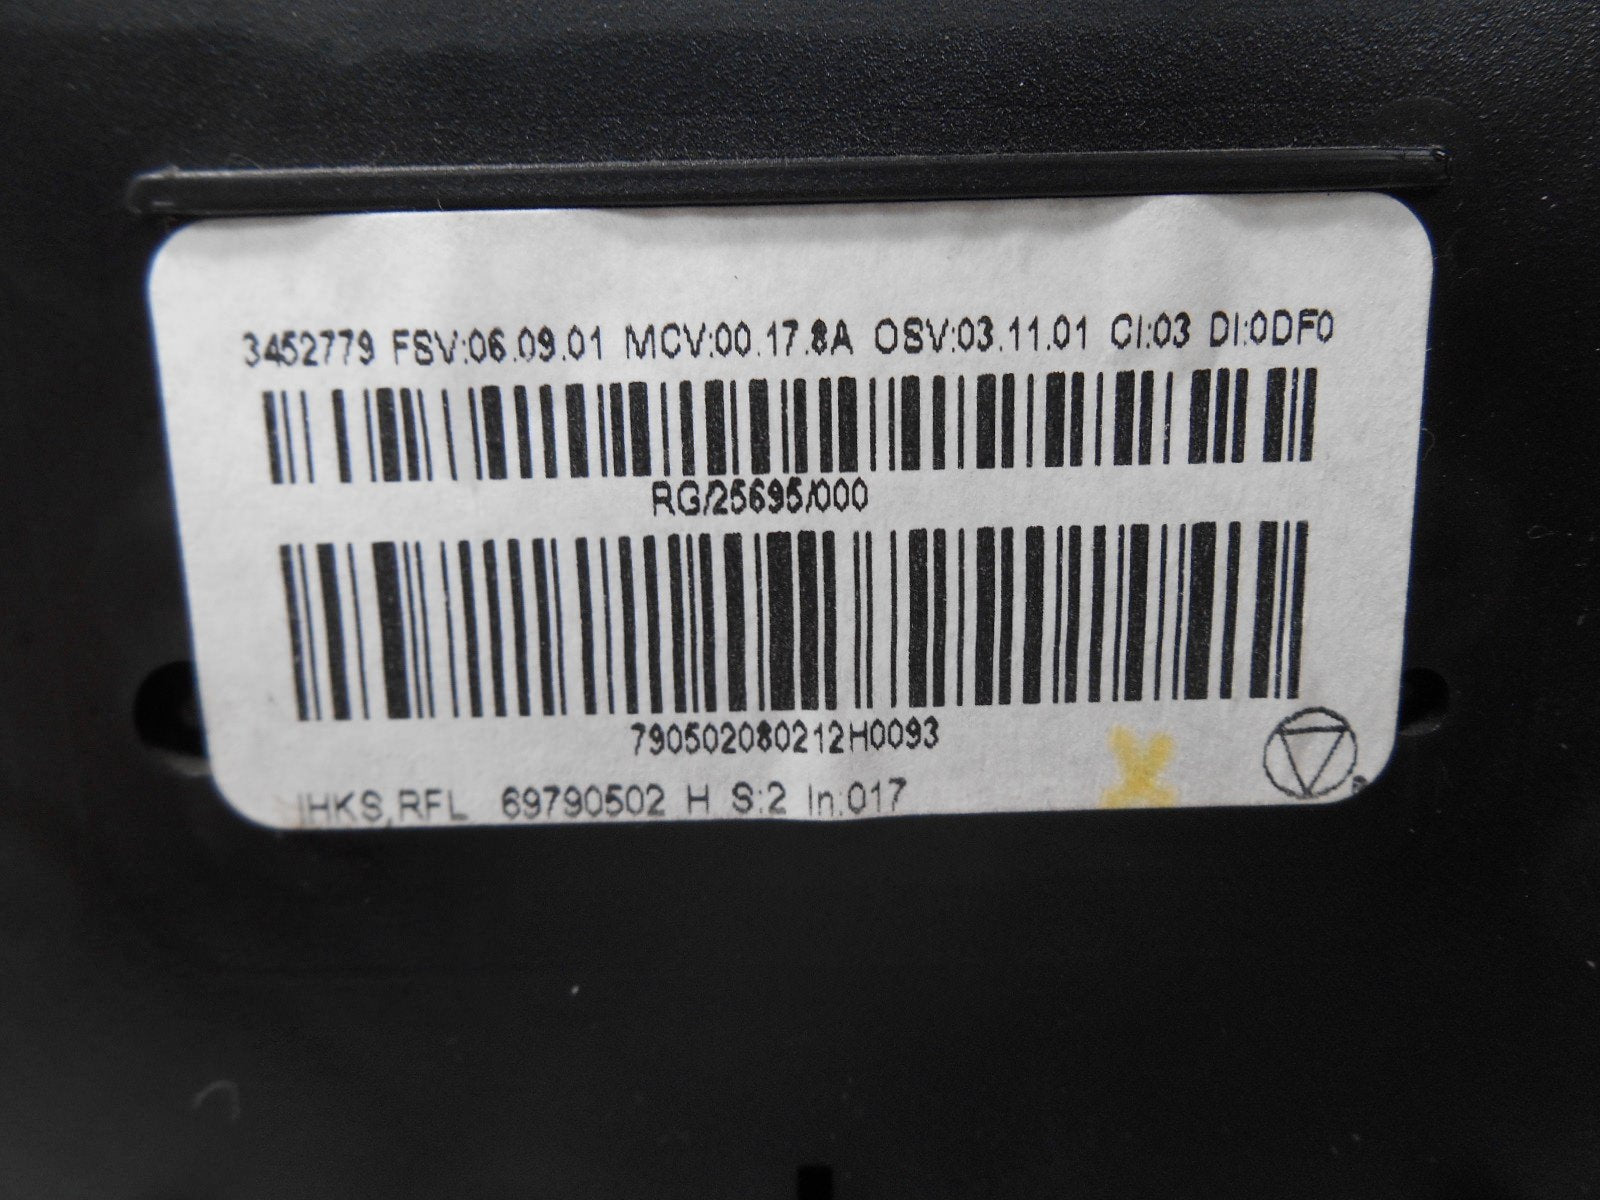 3452779 FSV:06.09.01 MCV:00.17.8A OSV:03.11.01 CI:03 DI:0DF0
RG/25695/000
790502080212H0093
IHKS,RFL 69790502 H S:2 In:017